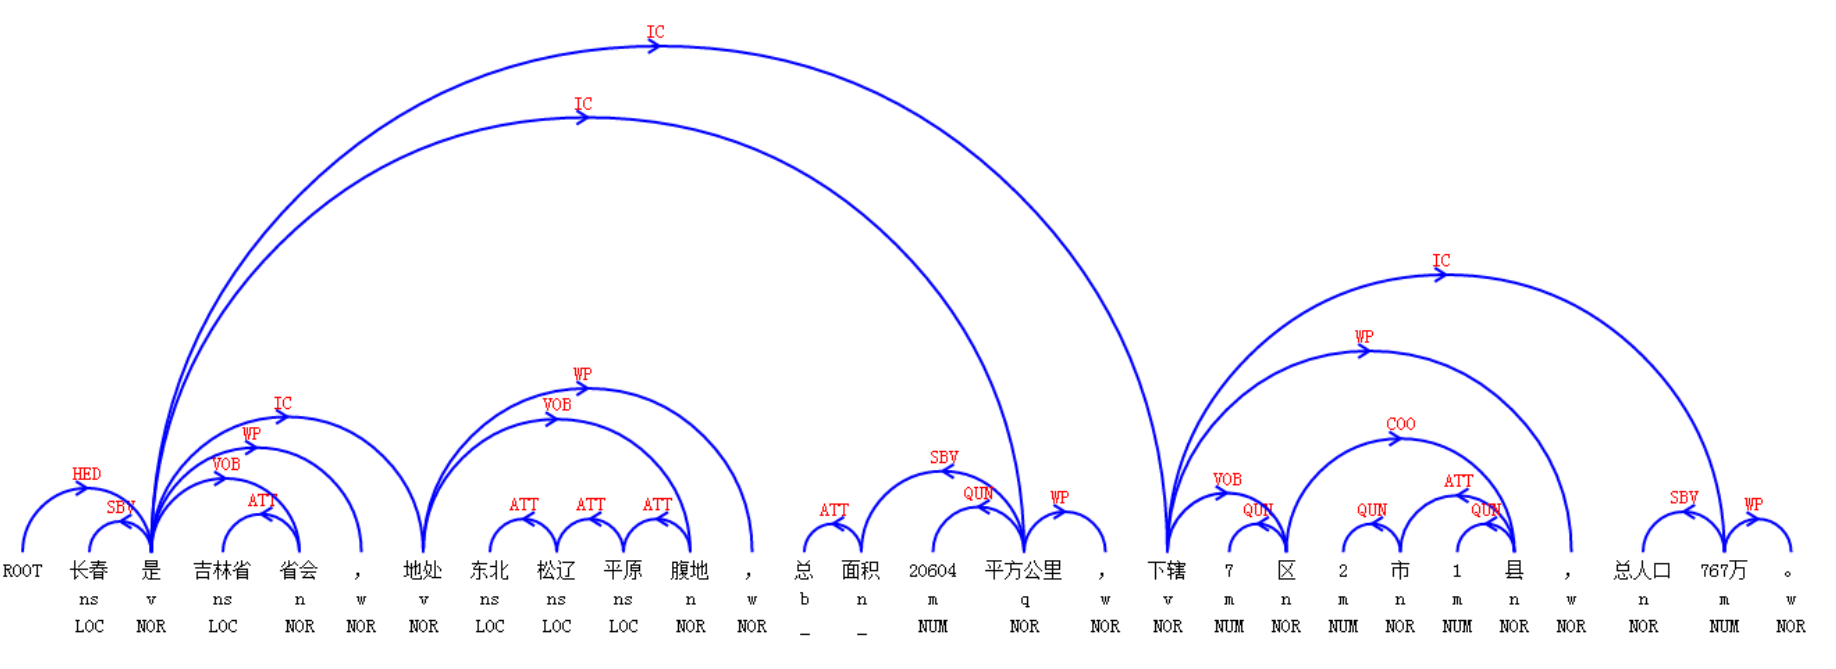 IC
IC
IC
WP
WP
VOB
IC
WP
VOB
HED
SBV
ATT
ATT
ATT
ATT
ATT
SBV
QUN
WP
VOB
QUN
COO
QUN
ATT
QUN
SBV
WP
ROOT 长春 是 吉林省 省会 , 地处 东北 松辽 平原 腹地 , 总 面积 20604 平方公里 , 下辖 7 区 2 市 1 县 , 总人口 767万 。
ns v ns n w v ns ns ns n w b n m q w v m n m n m n w n m w
LOC NOR LOC NOR NOR NOR LOC LOC LOC NOR NOR _ _ NUM NOR NOR NOR NUM NOR NUM NOR NUM NOR NOR NOR NUM NOR